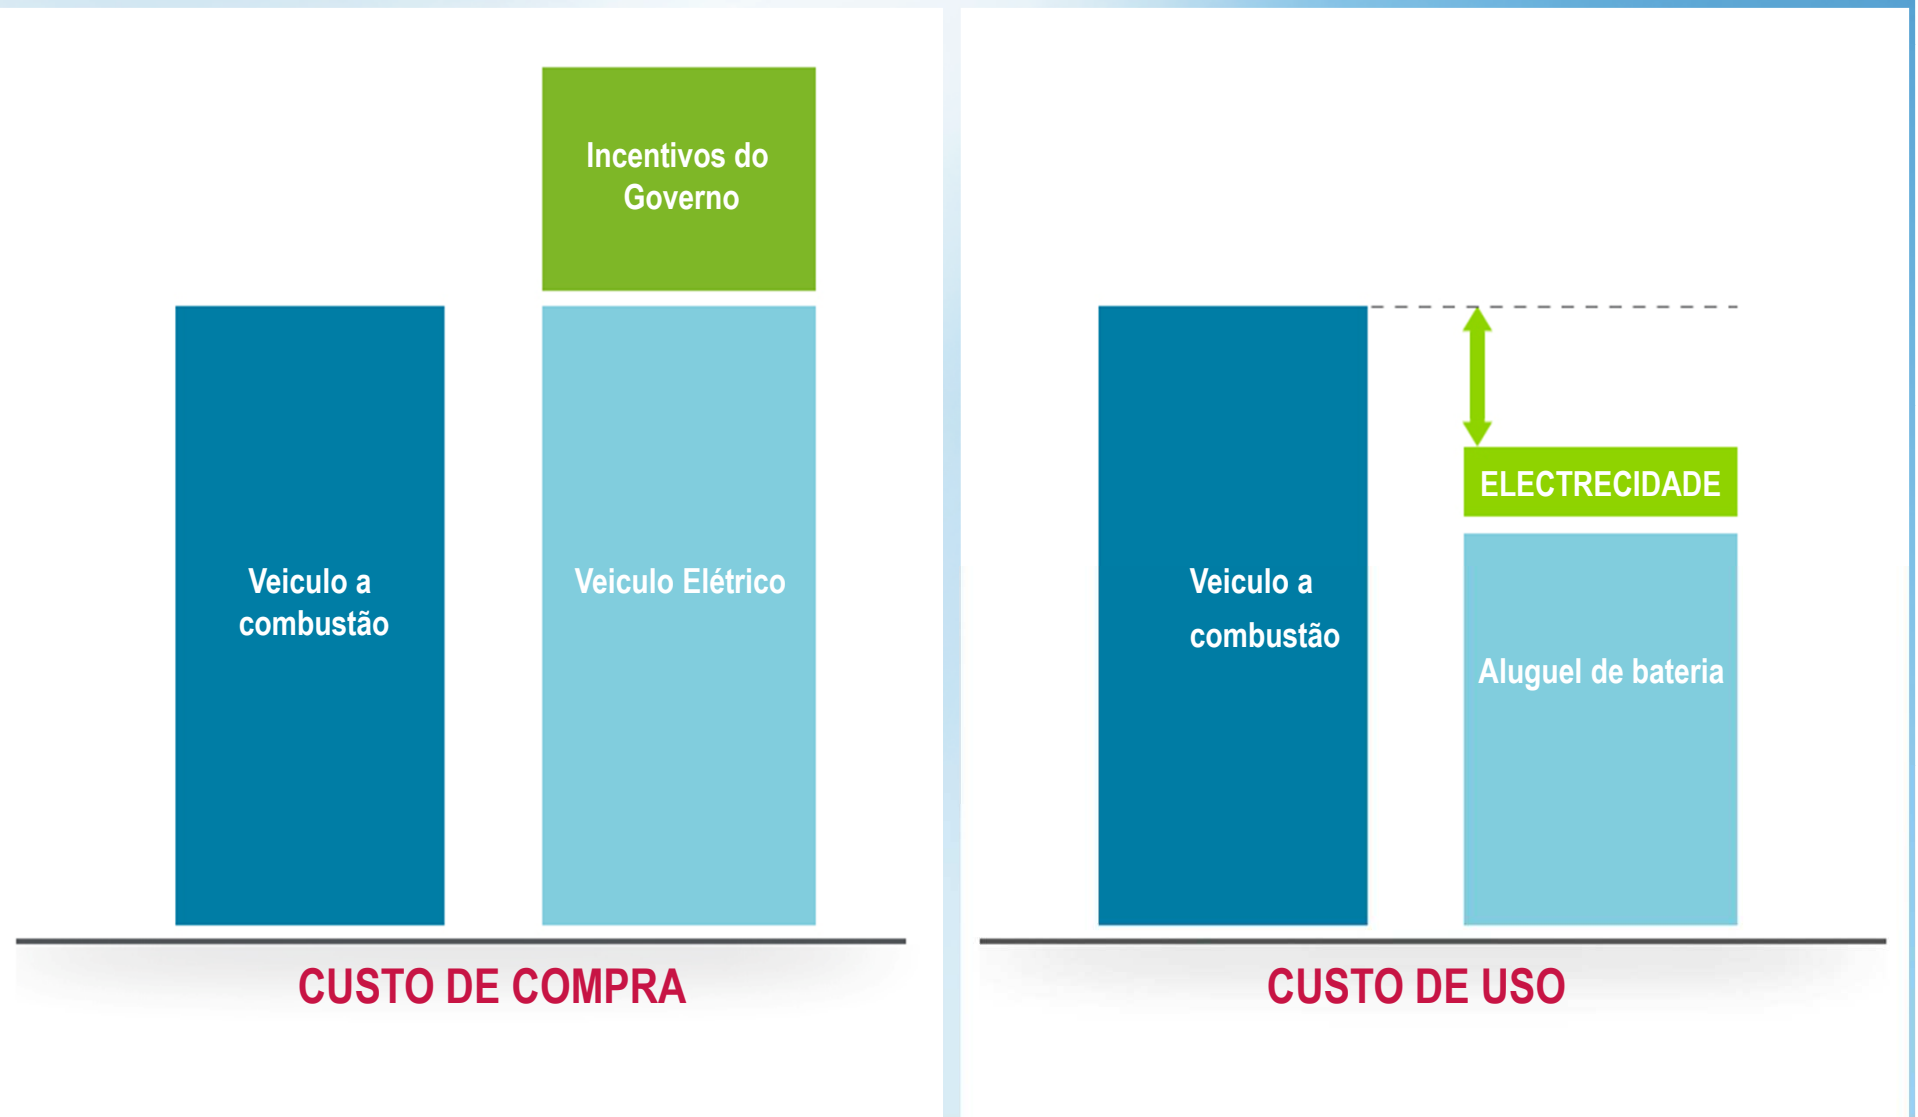 Incentivos do
Governo
Veiculo a
combustão
Veiculo Elétrico
CUSTO DE COMPRA
ELECTRECIDADE
Veiculo a
combustão
Aluguel de bateria
CUSTO DE USO